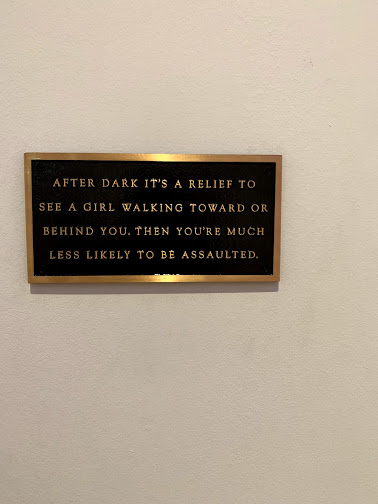 AFTER DARK IT'S A RELIEF TO
SEE A GIRL WALKING TOWARD OR
BEHIND YOU. THEN YOU'RE MUCH
LESS LIKELY TO BE ASSAULTED.